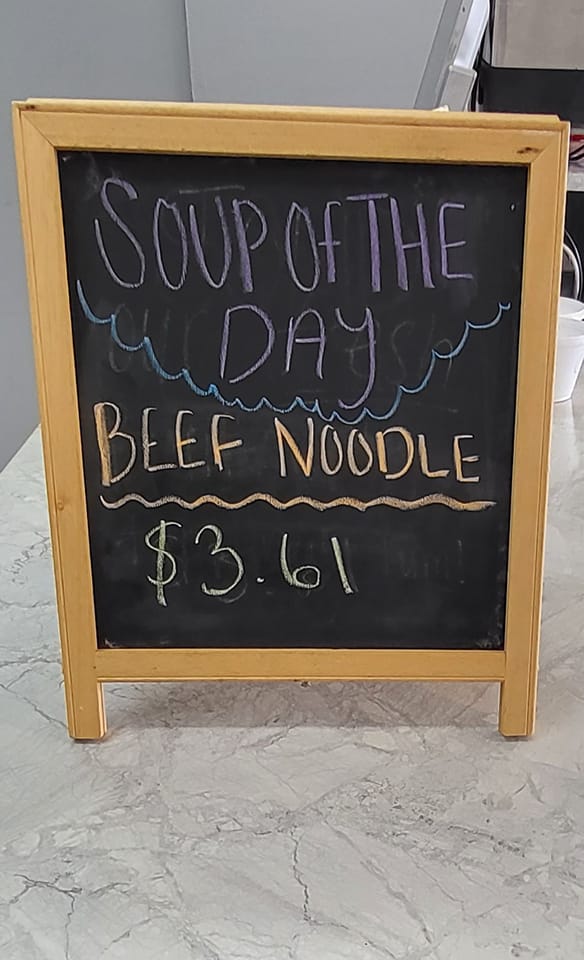 SOUP OF THE
DAY
BEEF NOODLE
$3.61